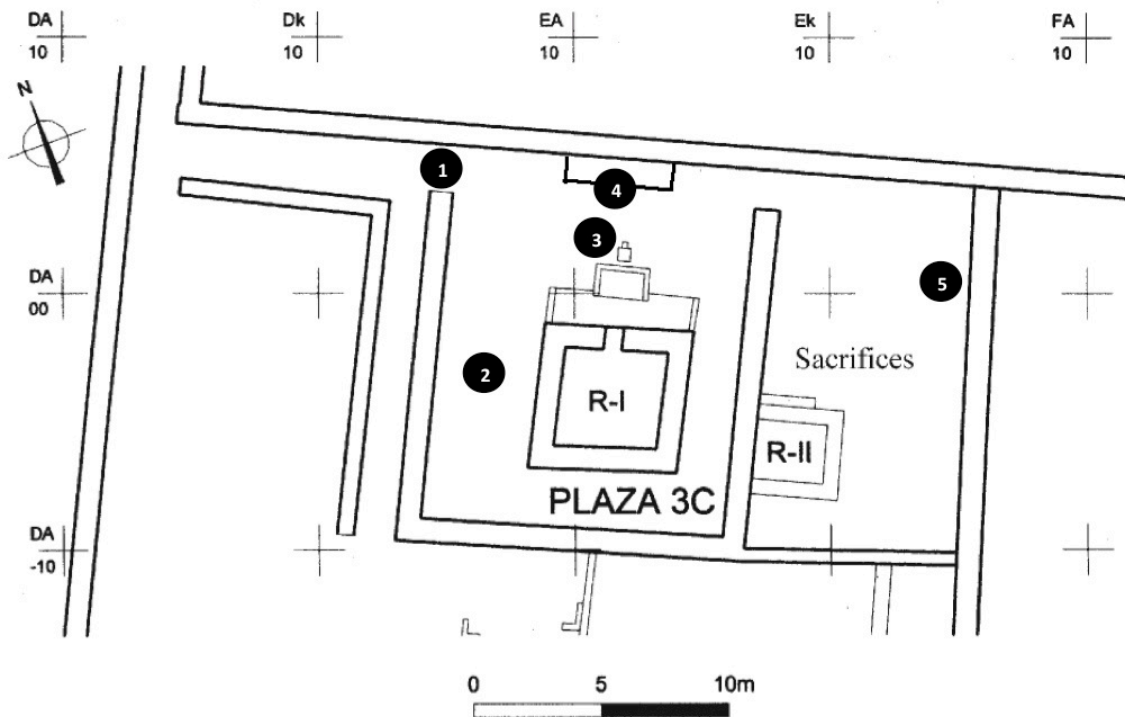 DA Dk EA Ek FA
10 10 10 10 10
N
1
4
3
DA
00
5
Sacrifices
2
R-I
R-II
PLAZA 3C
DA
-10
0 5 10m